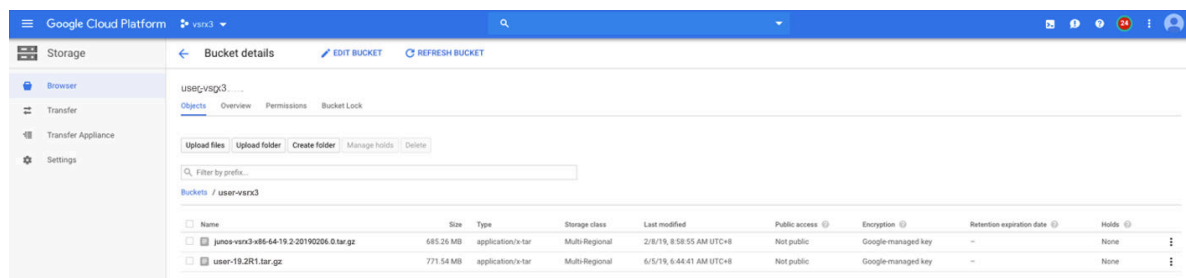 Google Cloud Platform vsrx3 24
Storage Bucket details EDIT BUCKET REFRESH BUCKET
Browser
Transfer
Transfer Appliance
Settings
user-vsrx3
Objects Overview Permissions Bucket Lock
Upload files Upload folder Create folder Manage holds Delete
Filter by prefix...
Buckets / user-vsrx3
Name Size Type Storage class Last modified Public access Encryption Retention expiration date Holds
junos-vsrx3-x86-64-19.2-20190206.0.tar.gz 685.26 MB application/x-tar Multi-Regional 2/8/19, 8:58:55 AM UTC+8 Not public Google-managed key – None
user-19.2R1.tar.gz 771.54 MB application/x-tar Multi-Regional 6/5/19, 6:44:41 AM UTC+8 Not public Google-managed key – None